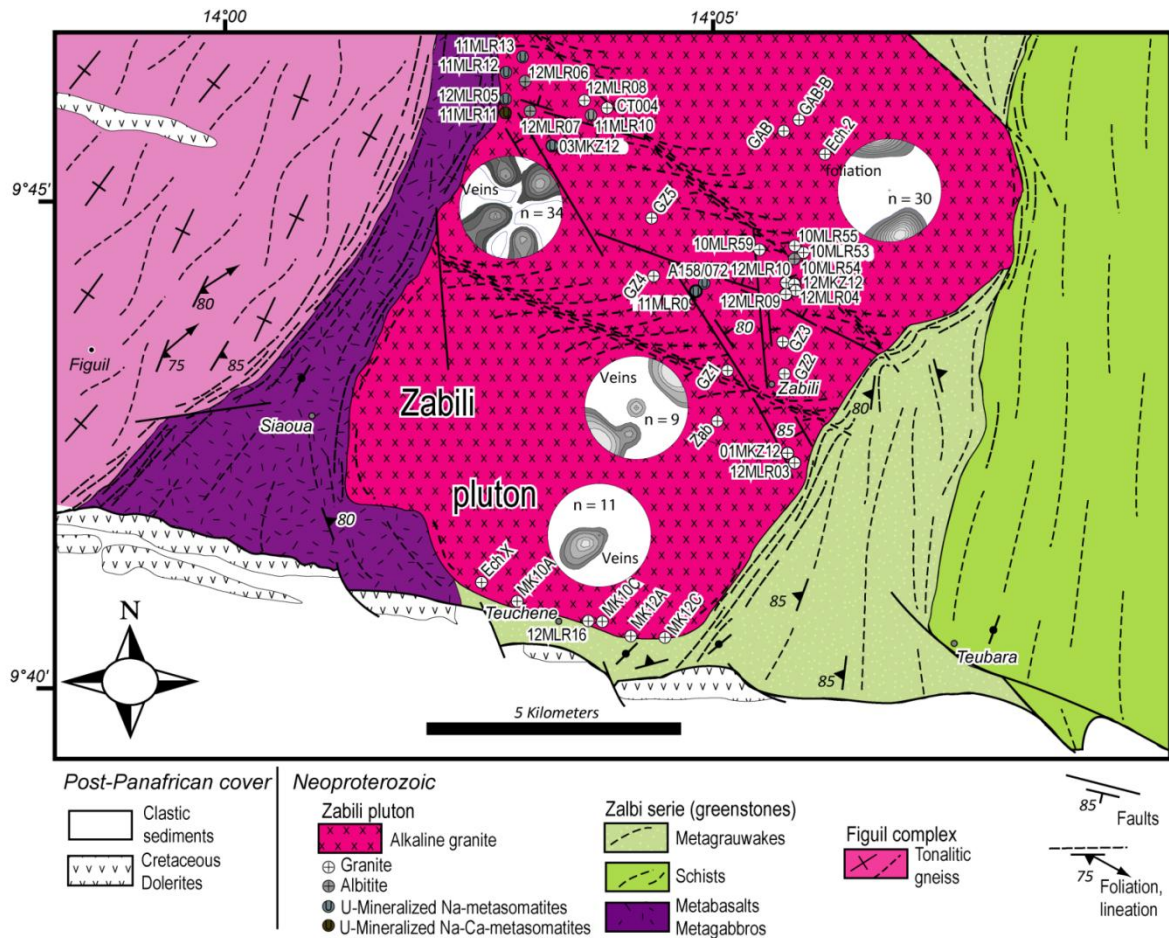 14°00'
14°05'
11MLR13
11MLR12
12MLR06
12MLR08
12MLR05
CT004
11MLR11
12MLR07
11MLR10
03MKZ12
GAB
GAB-B
Ech 2
9°45'
Veins
n = 34
foliation
n = 30
GZ5
10MLR55
10MLR59
10MLR53
A158/072
12MLR10
10MLR54
GZ4
12MKZ12
11MLR09
12MLR09
12MLR04
80
80
GZ3
Figuil
75
85
GZ1
GZ2
Zabili
Veins
n = 9
80
Zabili
Siaoua
Zab
85
01MKZ12
12MLR03
pluton
80
n = 11
Veins
Ech X
MK10A
MK10C
MK12A
MK12C
85
Teuchene
12MLR16
Teubara
N
9°40'
85
5 Kilometers
Post-Panafrican cover
Neoproterozoic
Clastic
sediments
Cretaceous
Dolerites
Zabili pluton
Alkaline granite
Granite
Albitite
U-Mineralized Na-metasomatites
U-Mineralized Na-Ca-metasomatites
Zalbi serie (greenstones)
Metagrauwakes
Schists
Metabasalts
Metagabbros
Figuil complex
Tonalitic
gneiss
85
Faults
75
Foliation,
lineation